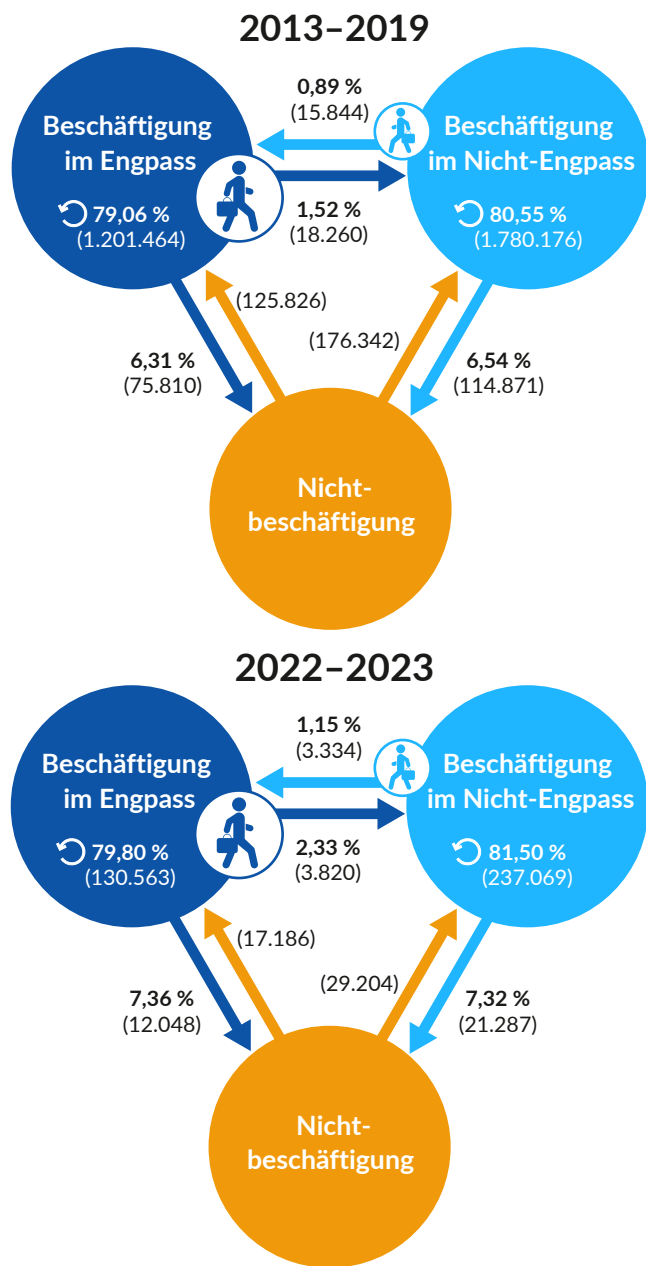 2013–2019
0,89 %
(15.844)
Beschäftigung
im Engpass
79,06 %
(1.201.464)
Beschäftigung
im Nicht-Engpass
80,55 %
(1.780.176)
1,52 %
(18.260)
(125.826)
(176.342)
6,31 %
(75.810)
6,54 %
(114.871)
Nicht-
beschäftigung
2022–2023
1,15 %
(3.334)
Beschäftigung
im Engpass
79,80 %
(130.563)
Beschäftigung
im Nicht-Engpass
81,50 %
(237.069)
2,33 %
(3.820)
(17.186)
(29.204)
7,36 %
(12.048)
7,32 %
(21.287)
Nicht-
beschäftigung